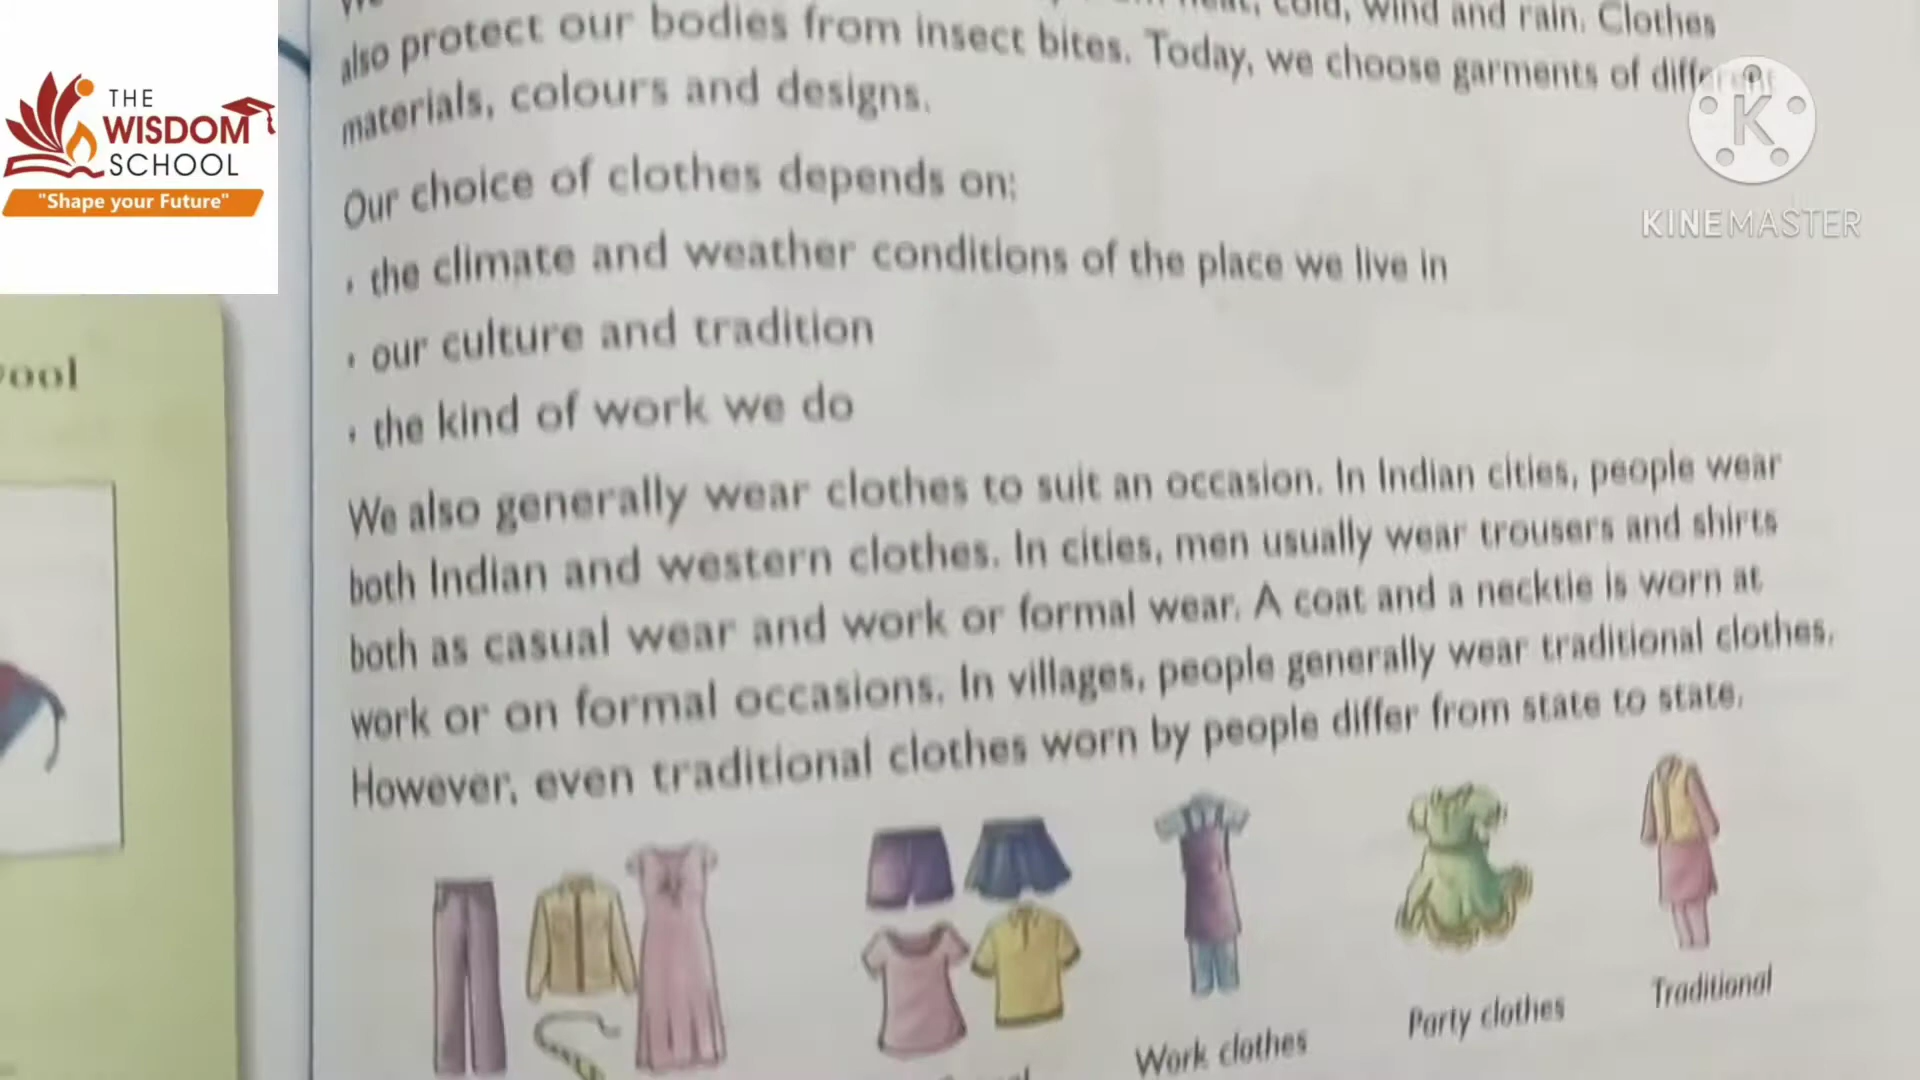 THE
WISDOM
SCHOOL
"Shape your Future"
KINEMASTER
cold, wind and rain. Clothes
also protect our bodies from insect bites. Today, we choose garments of different
materials, colours and designs.
Our choice of clothes depends on:
• the climate and weather conditions of the place we live in
• our culture and tradition
• the kind of work we do
We also generally wear clothes to suit an occasion. In Indian cities, people wear
both Indian and western clothes. In cities, men usually wear trousers and shirts
both as casual wear and work or formal wear. A coat and a necktie is worn at
work or on formal occasions. In villages, people generally wear traditional clothes.
However, even traditional clothes worn by people differ from state to state.
Work clothes
Party clothes
Traditional